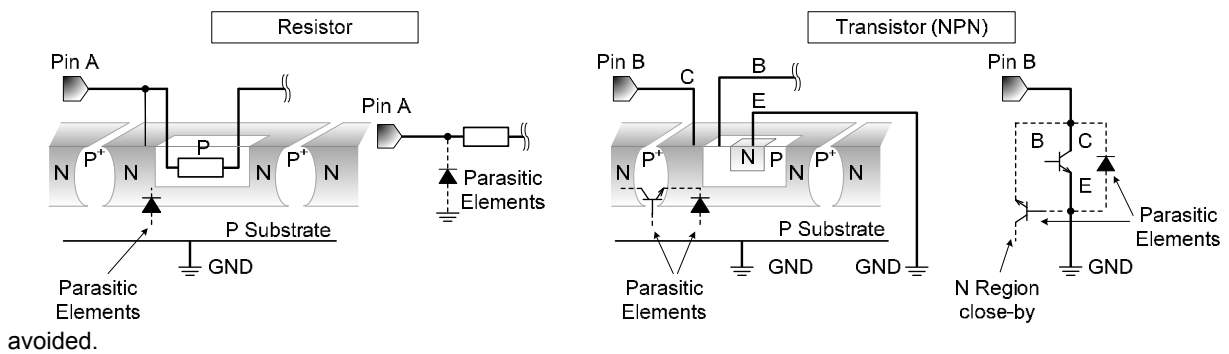 Resistor
Transistor (NPN)
Pin A
Pin B
C
B
E
Pin B
Pin A
N
P+
N
P
N
P+
N
Parasitic
Elements
P Substrate
GND
Parasitic
Elements
N
P+
N
P
P+
N
N
P Substrate
GND
GND
Parasitic
Elements
B
C
E
Parasitic
Elements
GND
N Region
close-by
avoided.